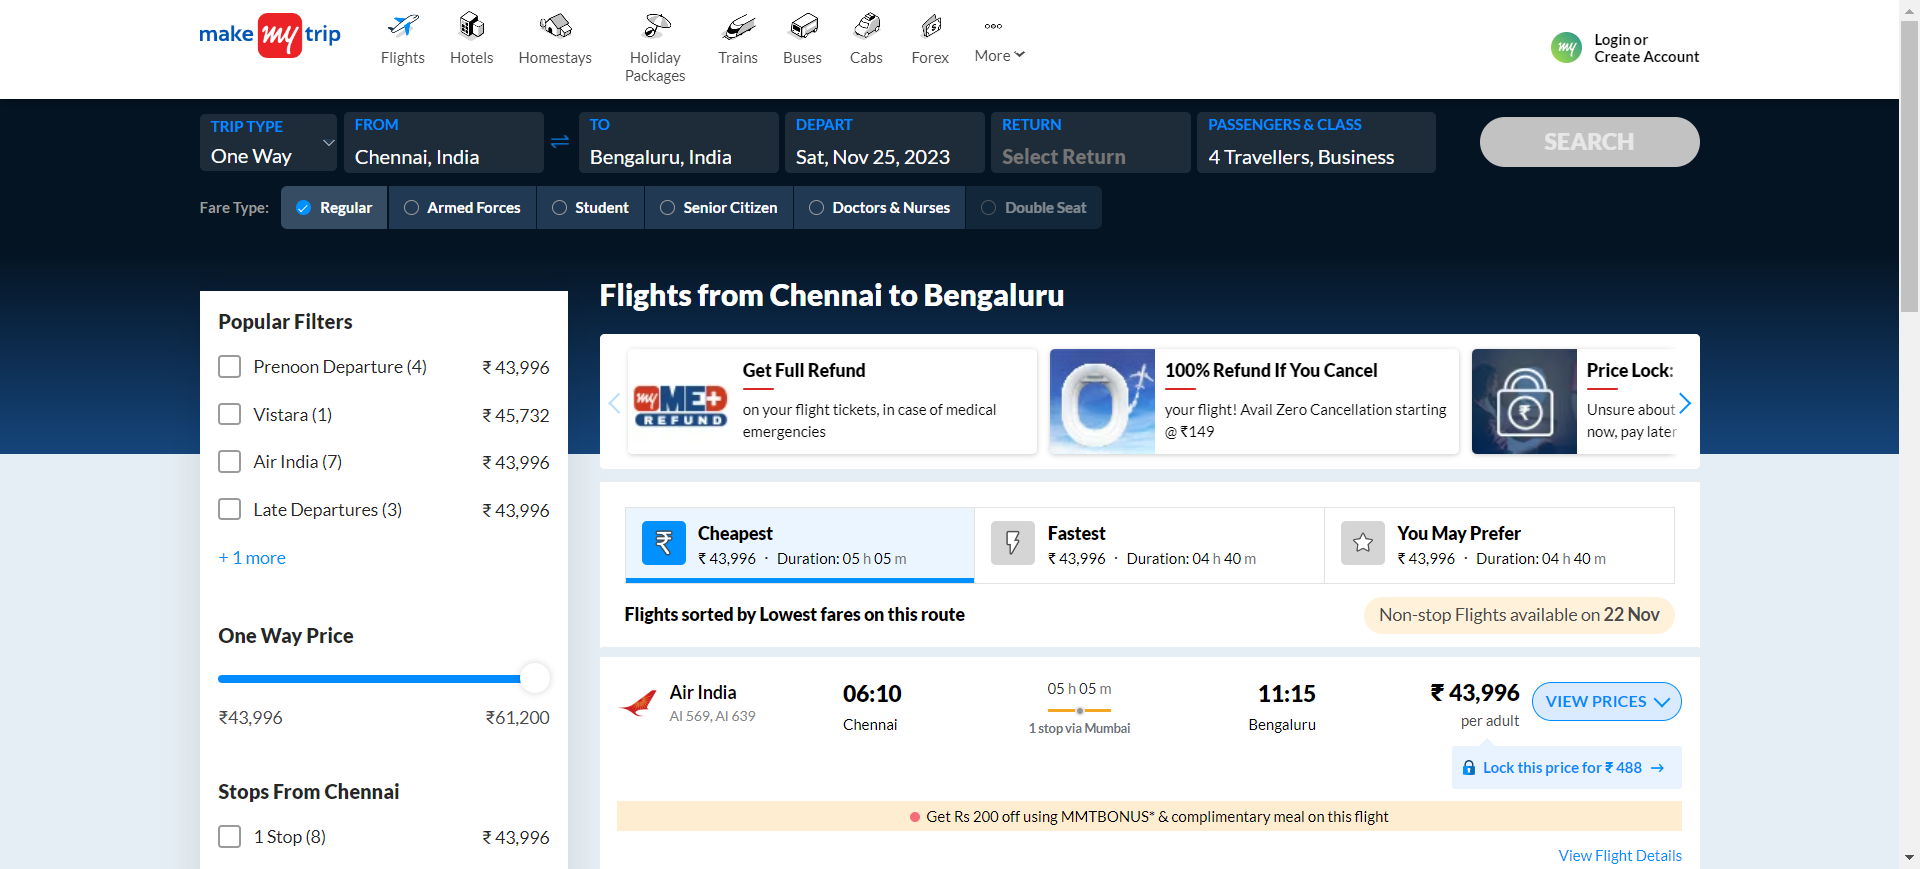 make my trip
Flights
Hotels
Homestays
Holiday
Packages
Trains
Buses
Cabs
Forex
More
my
Login or
Create Account
TRIP TYPE
One Way
FROM
Chennai, India
TO
Bengaluru, India
DEPART
Sat, Nov 25, 2023
RETURN
Select Return
PASSENGERS & CLASS
4 Travellers, Business
SEARCH
Fare Type:
Regular
Armed Forces
Student
Senior Citizen
Doctors & Nurses
Double Seat
Popular Filters
Prenoon Departure (4) ₹ 43,996
Vistara (1) ₹ 45,732
Air India (7) ₹ 43,996
Late Departures (3) ₹ 43,996
+ 1 more
One Way Price
₹43,996 ₹61,200
Stops From Chennai
1 Stop (8) ₹ 43,996
Flights from Chennai to Bengaluru
my ME+
REFUND
Get Full Refund
on your flight tickets, in case of medical
emergencies
100% Refund If You Cancel
your flight! Avail Zero Cancellation starting
@ ₹149
₹
Price Lock:
Unsure about
now, pay later
₹
Cheapest
₹ 43,996 · Duration: 05 h 05 m
Fastest
₹ 43,996 · Duration: 04 h 40 m
You May Prefer
₹ 43,996 · Duration: 04 h 40 m
Flights sorted by Lowest fares on this route
Non-stop Flights available on 22 Nov
Air India
AI 569, AI 639
06:10
Chennai
05 h 05 m
1 stop via Mumbai
11:15
Bengaluru
₹ 43,996
per adult
VIEW PRICES
Lock this price for ₹ 488 →
Get Rs 200 off using MMTBONUS* & complimentary meal on this flight
View Flight Details